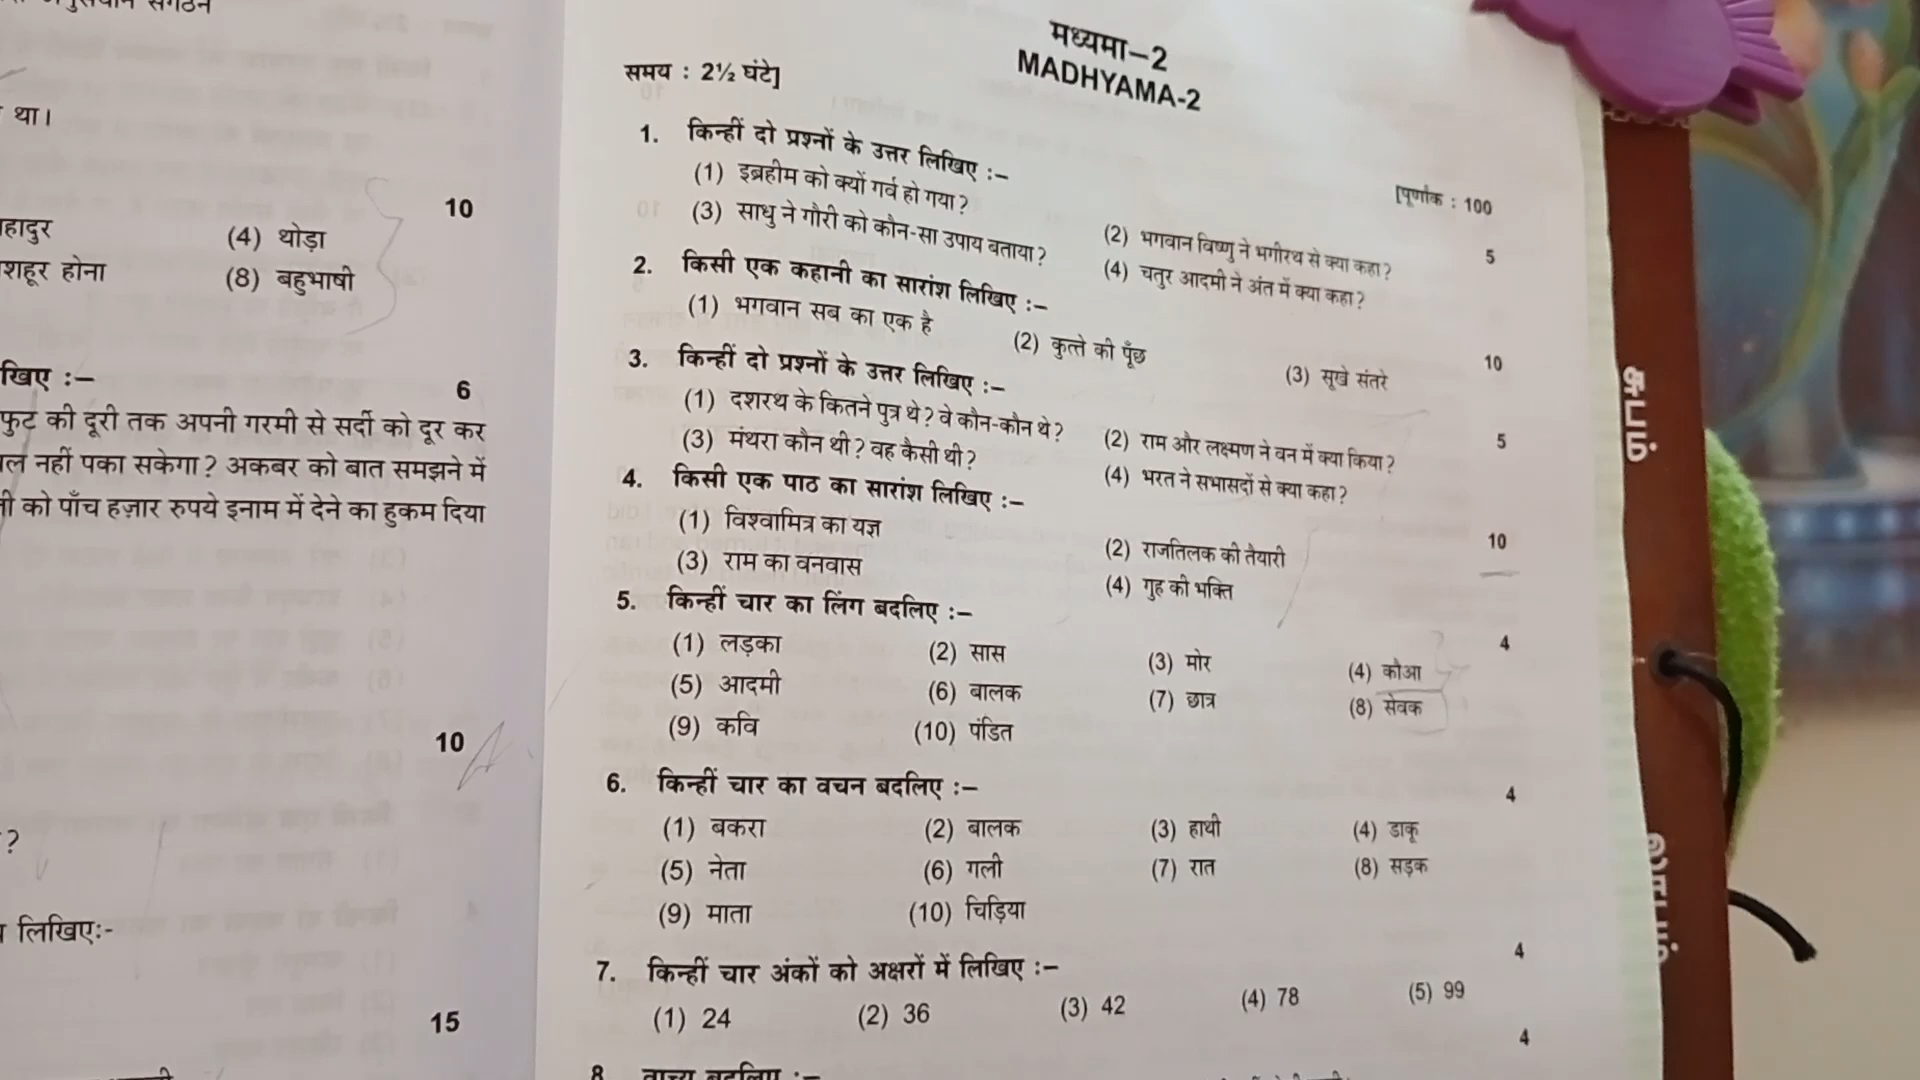 था।
10
(4) थोड़ा
(8) बहुभाषी
शहूर होना
खिए :–
6
फुट की दूरी तक अपनी गरमी से सर्दी को दूर कर
नहीं पका सकेगा? अकबर को बात समझने में
को पाँच हज़ार रुपये इनाम में देने का हुकम दिया
10
?
लिखिए:-
15
मध्यमा–2
MADHYAMA-2
समय : 2½ घंटे]
[पूर्णांक : 100
1. किन्हीं दो प्रश्नों के उत्तर लिखिए :–
5
(1) इब्रहीम को क्यों गर्व हो गया?
(2) भगवान विष्णु ने भगीरथ से क्या कहा?
(3) साधु ने गौरी को कौन-सा उपाय बताया?
(4) चतुर आदमी ने अंत में क्या कहा?
2. किसी एक कहानी का सारांश लिखिए :–
10
(1) भगवान सब का एक है (2) कुत्ते की पूँछ (3) सूखे संतरे
3. किन्हीं दो प्रश्नों के उत्तर लिखिए :–
5
(1) दशरथ के कितने पुत्र थे? वे कौन-कौन थे?
(2) राम और लक्ष्मण ने वन में क्या किया?
(3) मंथरा कौन थी? वह कैसी थी?
(4) भरत ने सभासदों से क्या कहा?
4. किसी एक पाठ का सारांश लिखिए :–
10
(1) विश्वामित्र का यज्ञ (2) राजतिलक की तैयारी
(3) राम का वनवास (4) गुह की भक्ति
5. किन्हीं चार का लिंग बदलिए :–
4
(1) लड़का (2) सास (3) मोर (4) कौआ
(5) आदमी (6) बालक (7) छात्र (8) सेवक
(9) कवि (10) पंडित
6. किन्हीं चार का वचन बदलिए :–
4
(1) बकरा (2) बालक (3) हाथी (4) डाकू
(5) नेता (6) गली (7) रात (8) सड़क
(9) माता (10) चिड़िया
7. किन्हीं चार अंकों को अक्षरों में लिखिए :–
4
(1) 24 (2) 36 (3) 42 (4) 78 (5) 99
4
8 वाच्य बदलिए :–
சுபம்